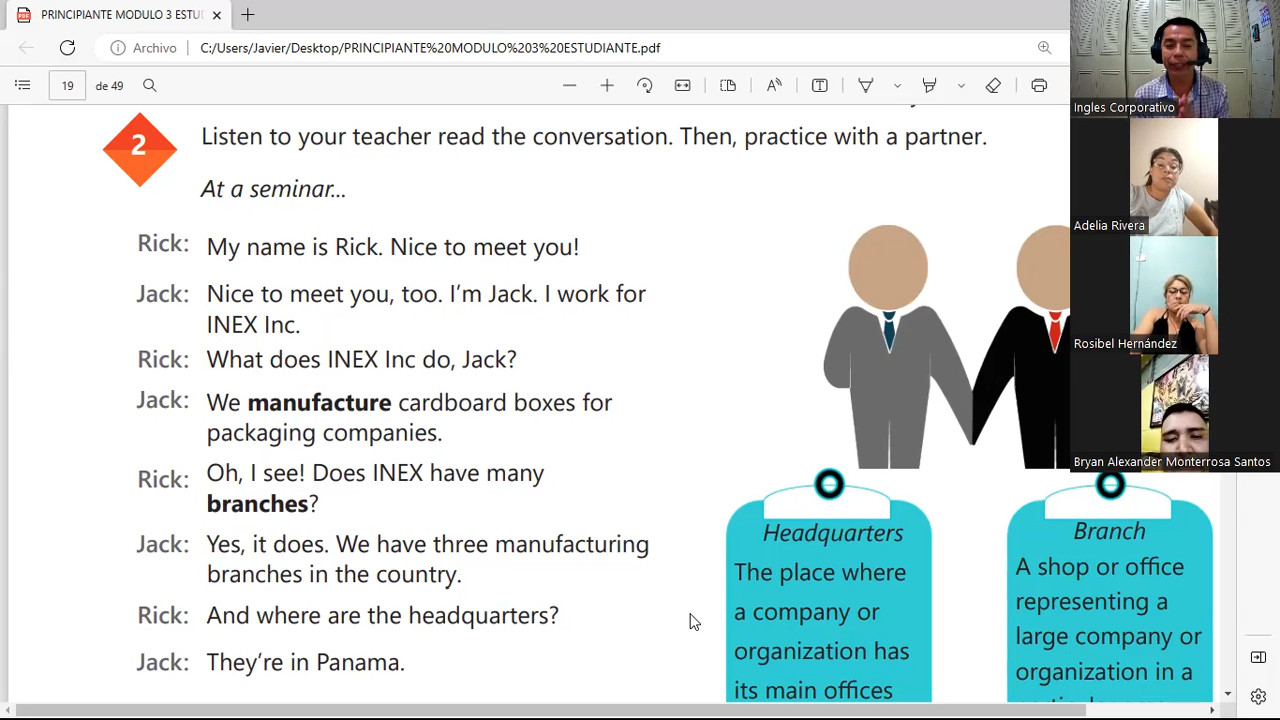 PRINCIPIANTE MODULO 3 ESTU
Archivo
C:/Users/Javier/Desktop/PRINCIPIANTE%20MODULO%203%20ESTUDIANTE.pdf
19
de 49
2
Listen to your teacher read the conversation. Then, practice with a partner.
At a seminar...
Rick: My name is Rick. Nice to meet you!
Jack: Nice to meet you, too. I'm Jack. I work for
INEX Inc.
Rick: What does INEX Inc do, Jack?
Jack: We manufacture cardboard boxes for
packaging companies.
Rick: Oh, I see! Does INEX have many
branches?
Jack: Yes, it does. We have three manufacturing
branches in the country.
Rick: And where are the headquarters?
Jack: They're in Panama.
Headquarters
The place where
a company or
organization has
its main offices
Branch
A shop or office
representing a
large company or
organization in a
Ingles Corporativo
Adelia Rivera
Rosibel Hernández
Bryan Alexander Monterrosa Santos